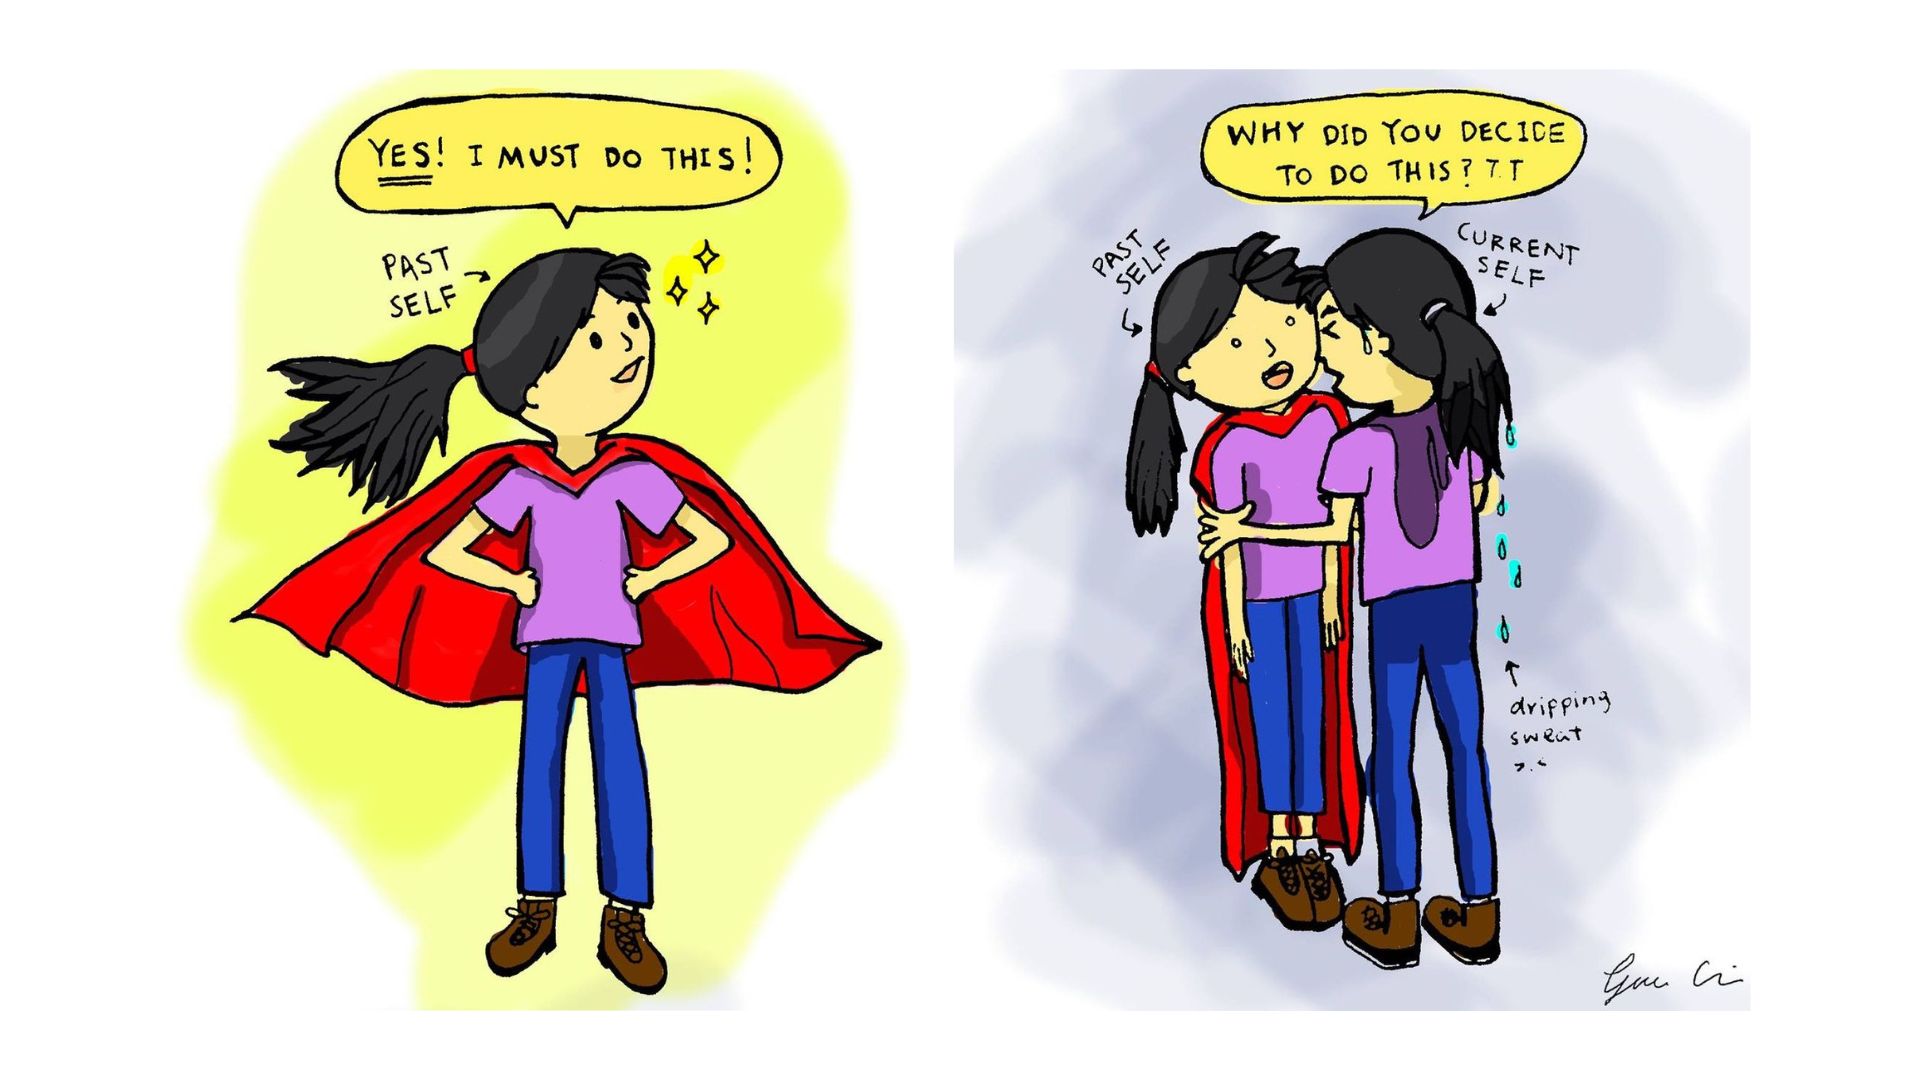 YES! I MUST DO THIS!
PAST
SELF
WHY DID YOU DECIDE
TO DO THIS? T.T
PAST
SELF
CURRENT
SELF
dripping
sweat